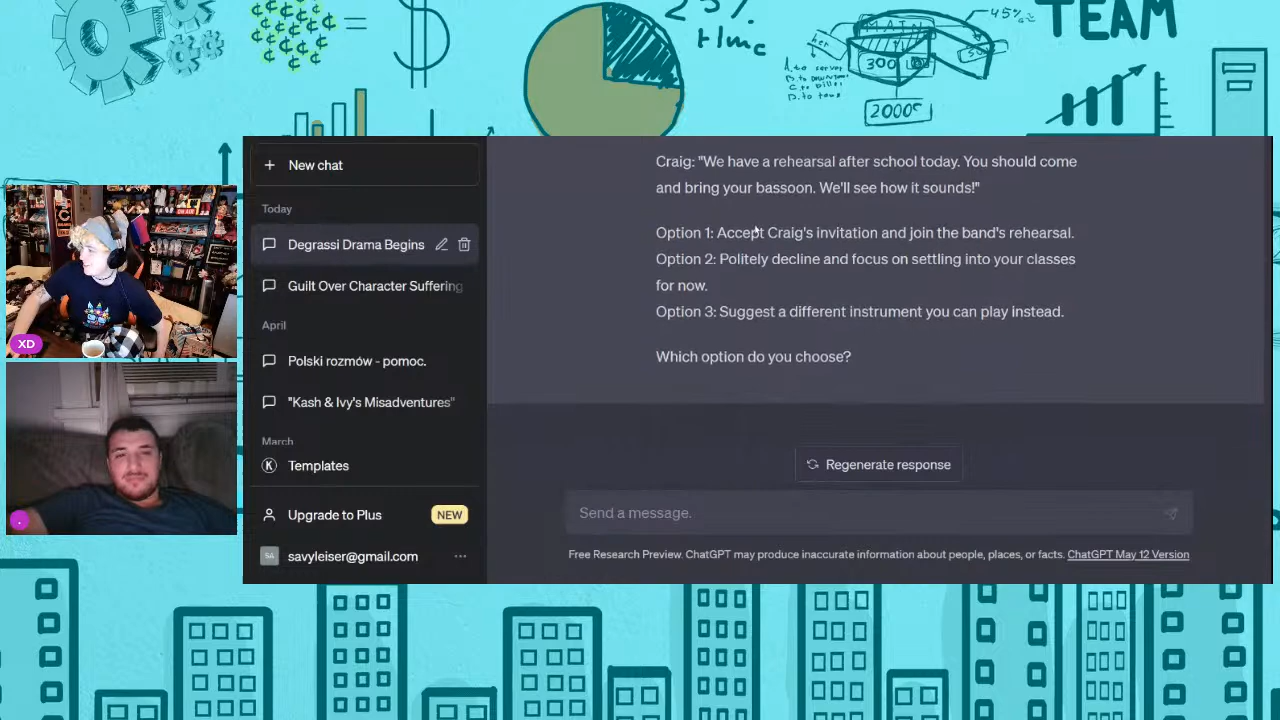 25%
time
45%
TEAM
MAIN
300
2000
New chat
Today
Degrassi Drama Begins
Guilt Over Character Suffering
April
Polski rozmów - pomoc.
"Kash & Ivy's Misadventures"
March
Templates
Upgrade to Plus
NEW
SA
savyleiser@gmail.com
XD
Craig: "We have a rehearsal after school today. You should come
and bring your bassoon. We'll see how it sounds!"
Option 1: Accept Craig's invitation and join the band's rehearsal.
Option 2: Politely decline and focus on settling into your classes
for now.
Option 3: Suggest a different instrument you can play instead.
Which option do you choose?
Regenerate response
Send a message.
Free Research Preview. ChatGPT may produce inaccurate information about people, places, or facts. ChatGPT May 12 Version